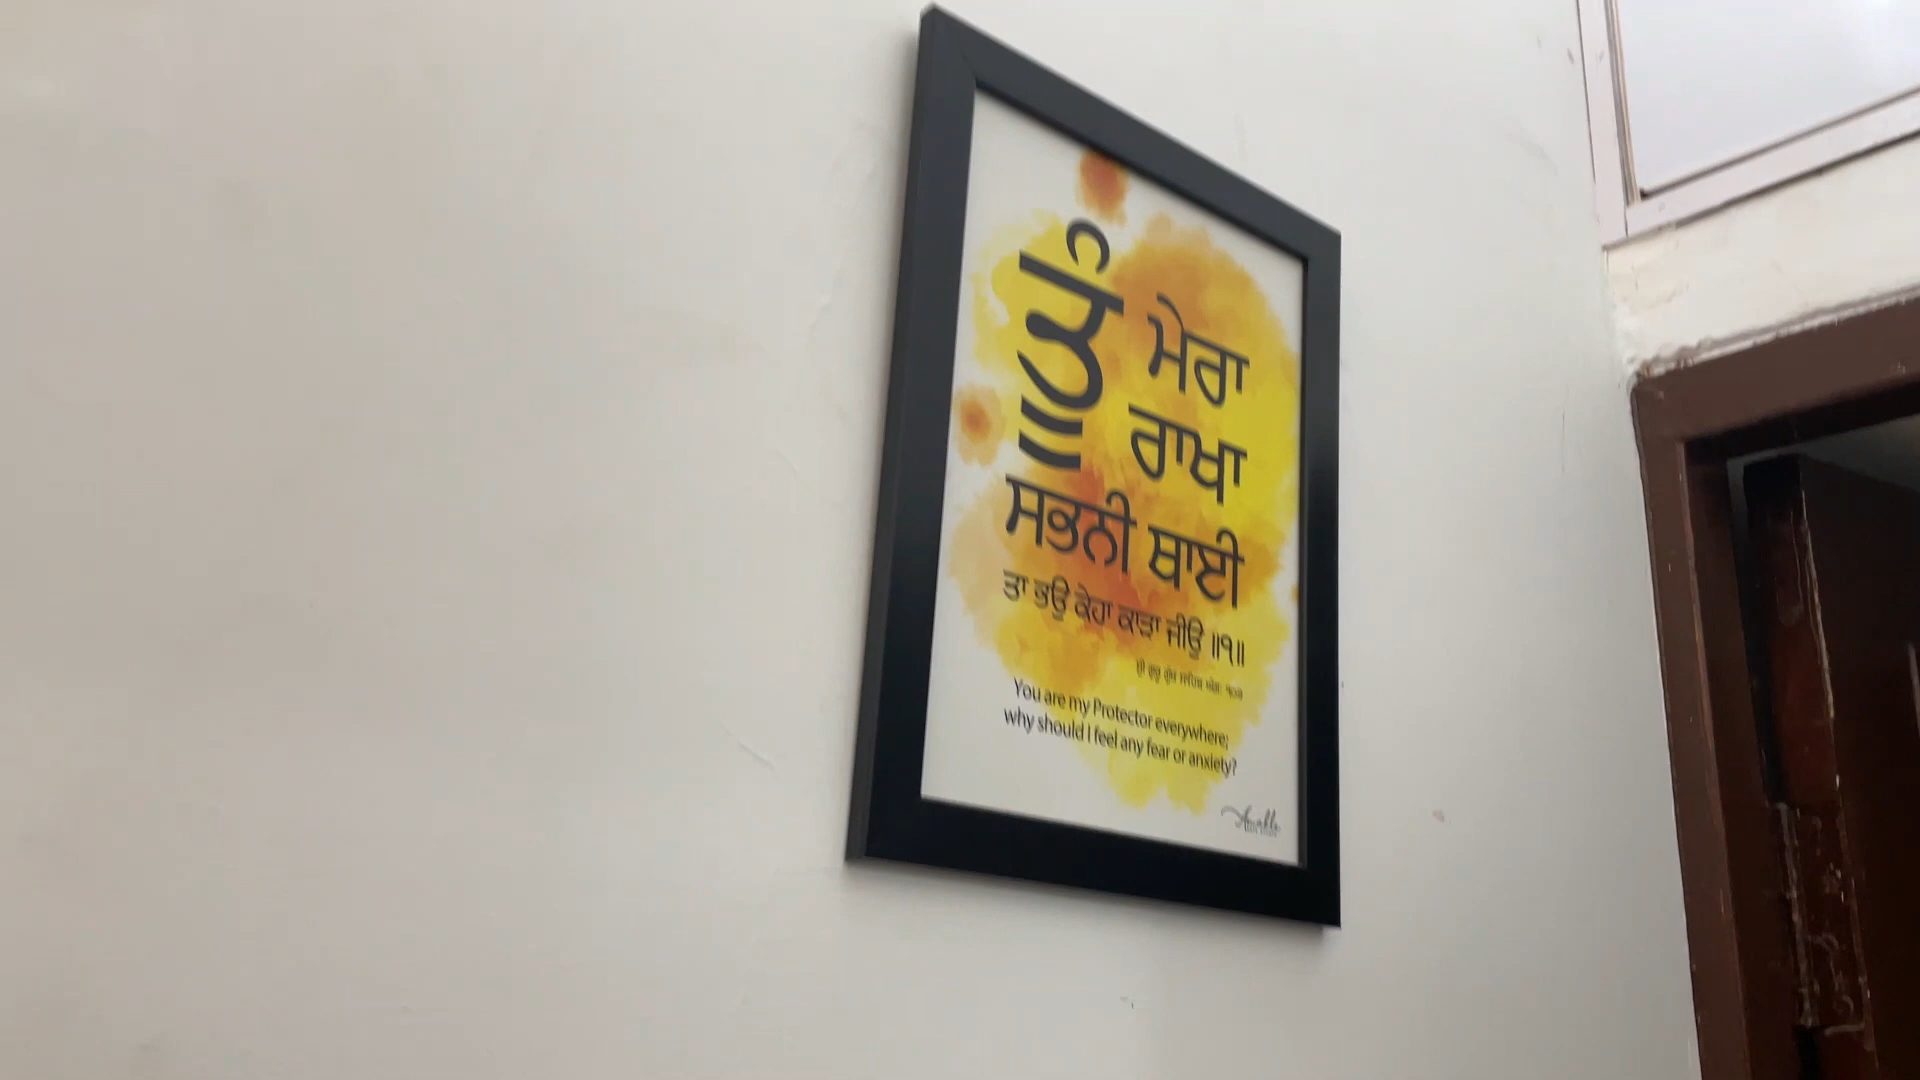 ਤੂੰ ਮੇਰਾ
ਰਾਖਾ
ਸਭਨੀ ਥਾਈ
ਤਾ ਭਉ ਕੇਹਾ ਕਾੜਾ ਜੀਉ ॥੧॥
You are my Protector everywhere;
why should I feel any fear or anxiety?